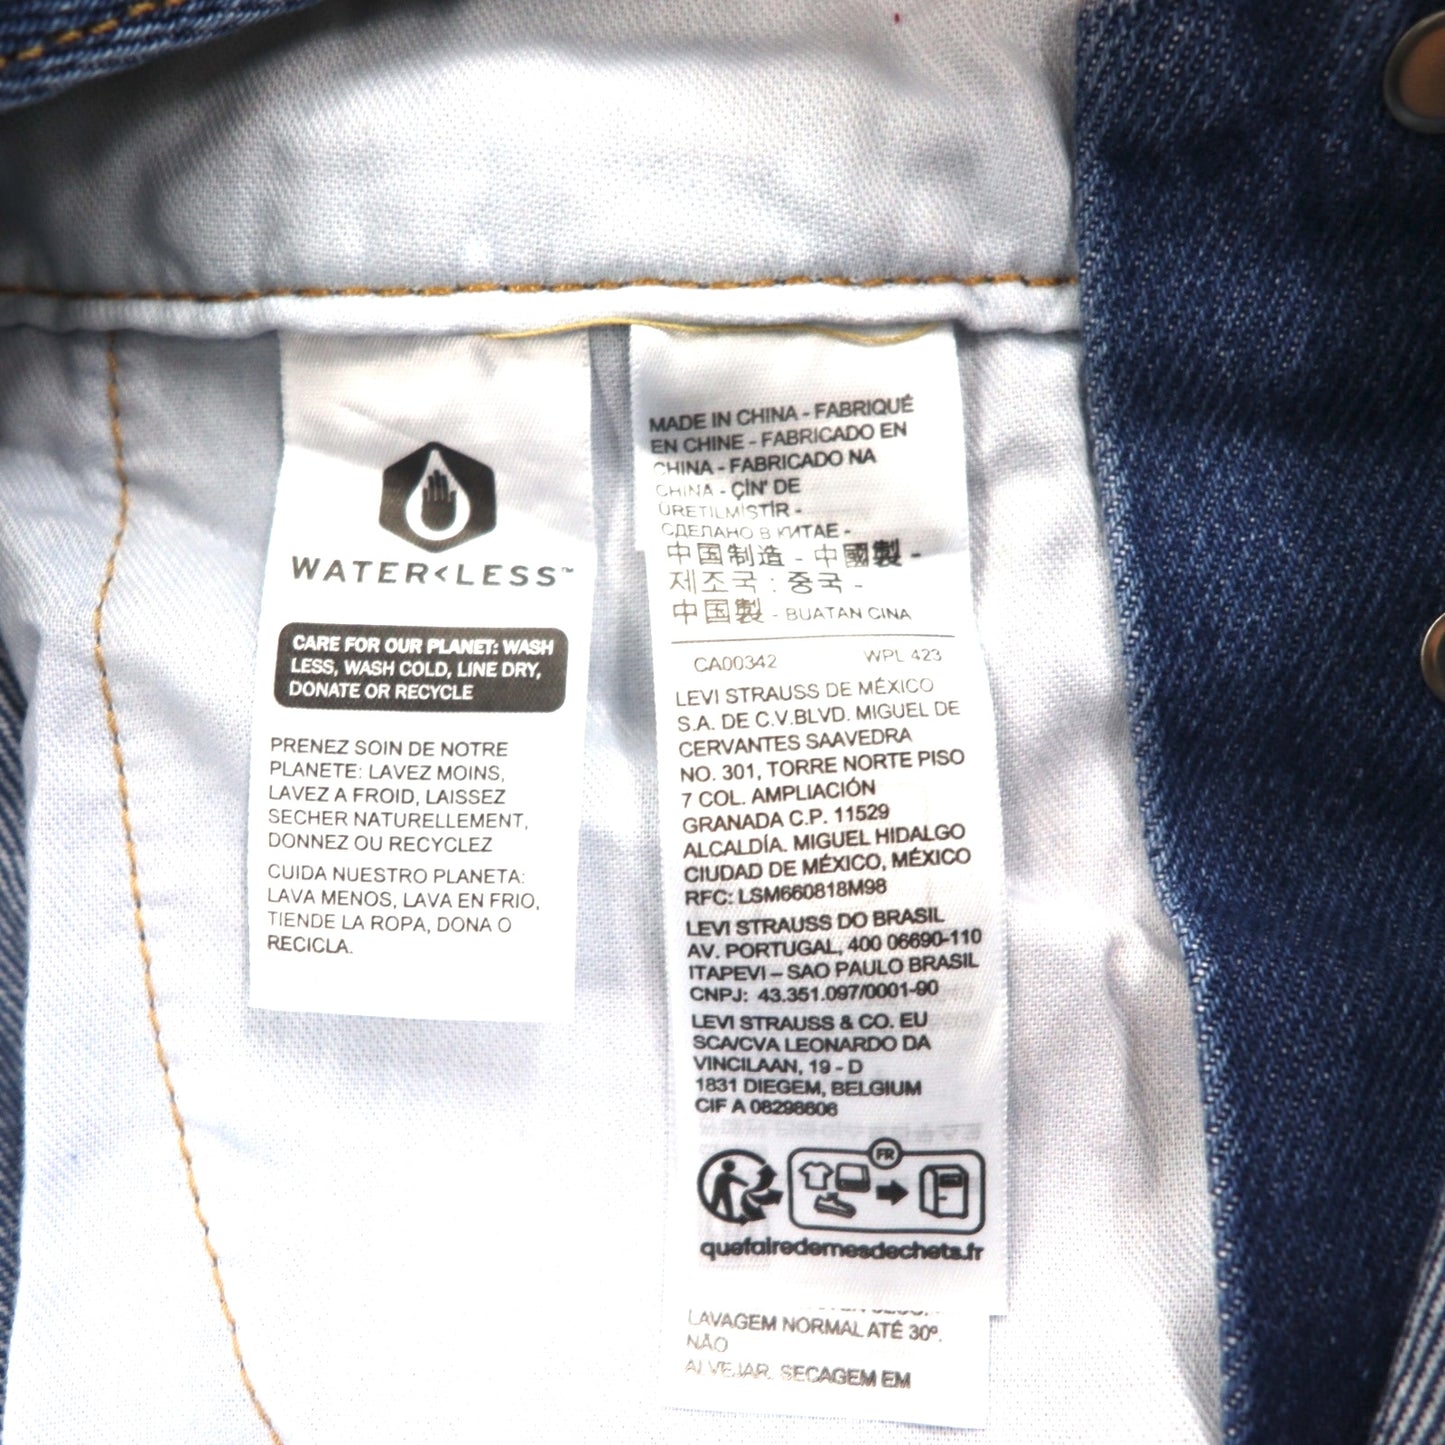 WATER<LESS™
CARE FOR OUR PLANET: WASH
LESS, WASH COLD, LINE DRY,
DONATE OR RECYCLE
PRENEZ SOIN DE NOTRE
PLANETE: LAVEZ MOINS,
LAVEZ A FROID, LAISSEZ
SECHER NATURELLEMENT,
DONNEZ OU RECYCLEZ
CUIDA NUESTRO PLANETA:
LAVA MENOS, LAVA EN FRIO,
TIENDE LA ROPA, DONA O
RECICLA.
MADE IN CHINA - FABRIQUÉ
EN CHINE - FABRICADO EN
CHINA - FABRICADO NA
CHINA - ÇİN' DE
ÜRETILMİSTİR -
СДЕЛАНО В КИТАЕ -
中国制造 - 中國製 -
제조국 : 중국 -
中国製 - BUATAN CINA
CA00342 WPL 423
LEVI STRAUSS DE MÉXICO
S.A. DE C.V.BLVD. MIGUEL DE
CERVANTES SAAVEDRA
NO. 301, TORRE NORTE PISO
7 COL. AMPLIACIÓN
GRANADA C.P. 11529
ALCALDÍA. MIGUEL HIDALGO
CIUDAD DE MÉXICO, MÉXICO
RFC: LSM660818M98
LEVI STRAUSS DO BRASIL
AV. PORTUGAL, 400 06690-110
ITAPEVI – SAO PAULO BRASIL
CNPJ: 43.351.097/0001-90
LEVI STRAUSS & CO. EU
SCA/CVA LEONARDO DA
VINCILAAN, 19 - D
1831 DIEGEM, BELGIUM
CIF A 08298606
FR
quefairedemesdechets.fr
LAVAGEM NORMAL ATÉ 30º.
NÃO
ALVEJAR. SECAGEM EM